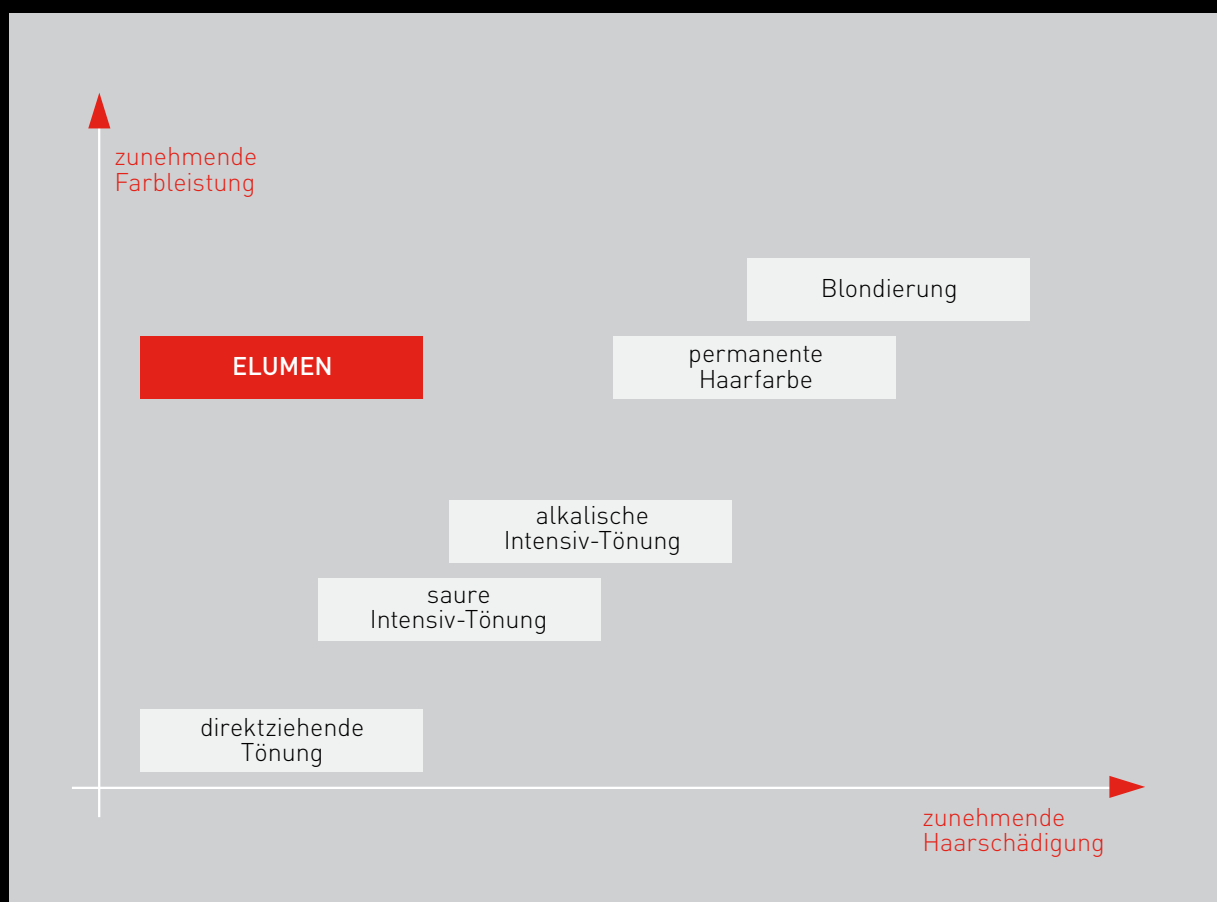 zunehmende
Farbleistung
Blondierung
ELUMEN
permanente
Haarfarbe
alkalische
Intensiv-Tönung
saure
Intensiv-Tönung
direktziehende
Tönung
zunehmende
Haarschädigung